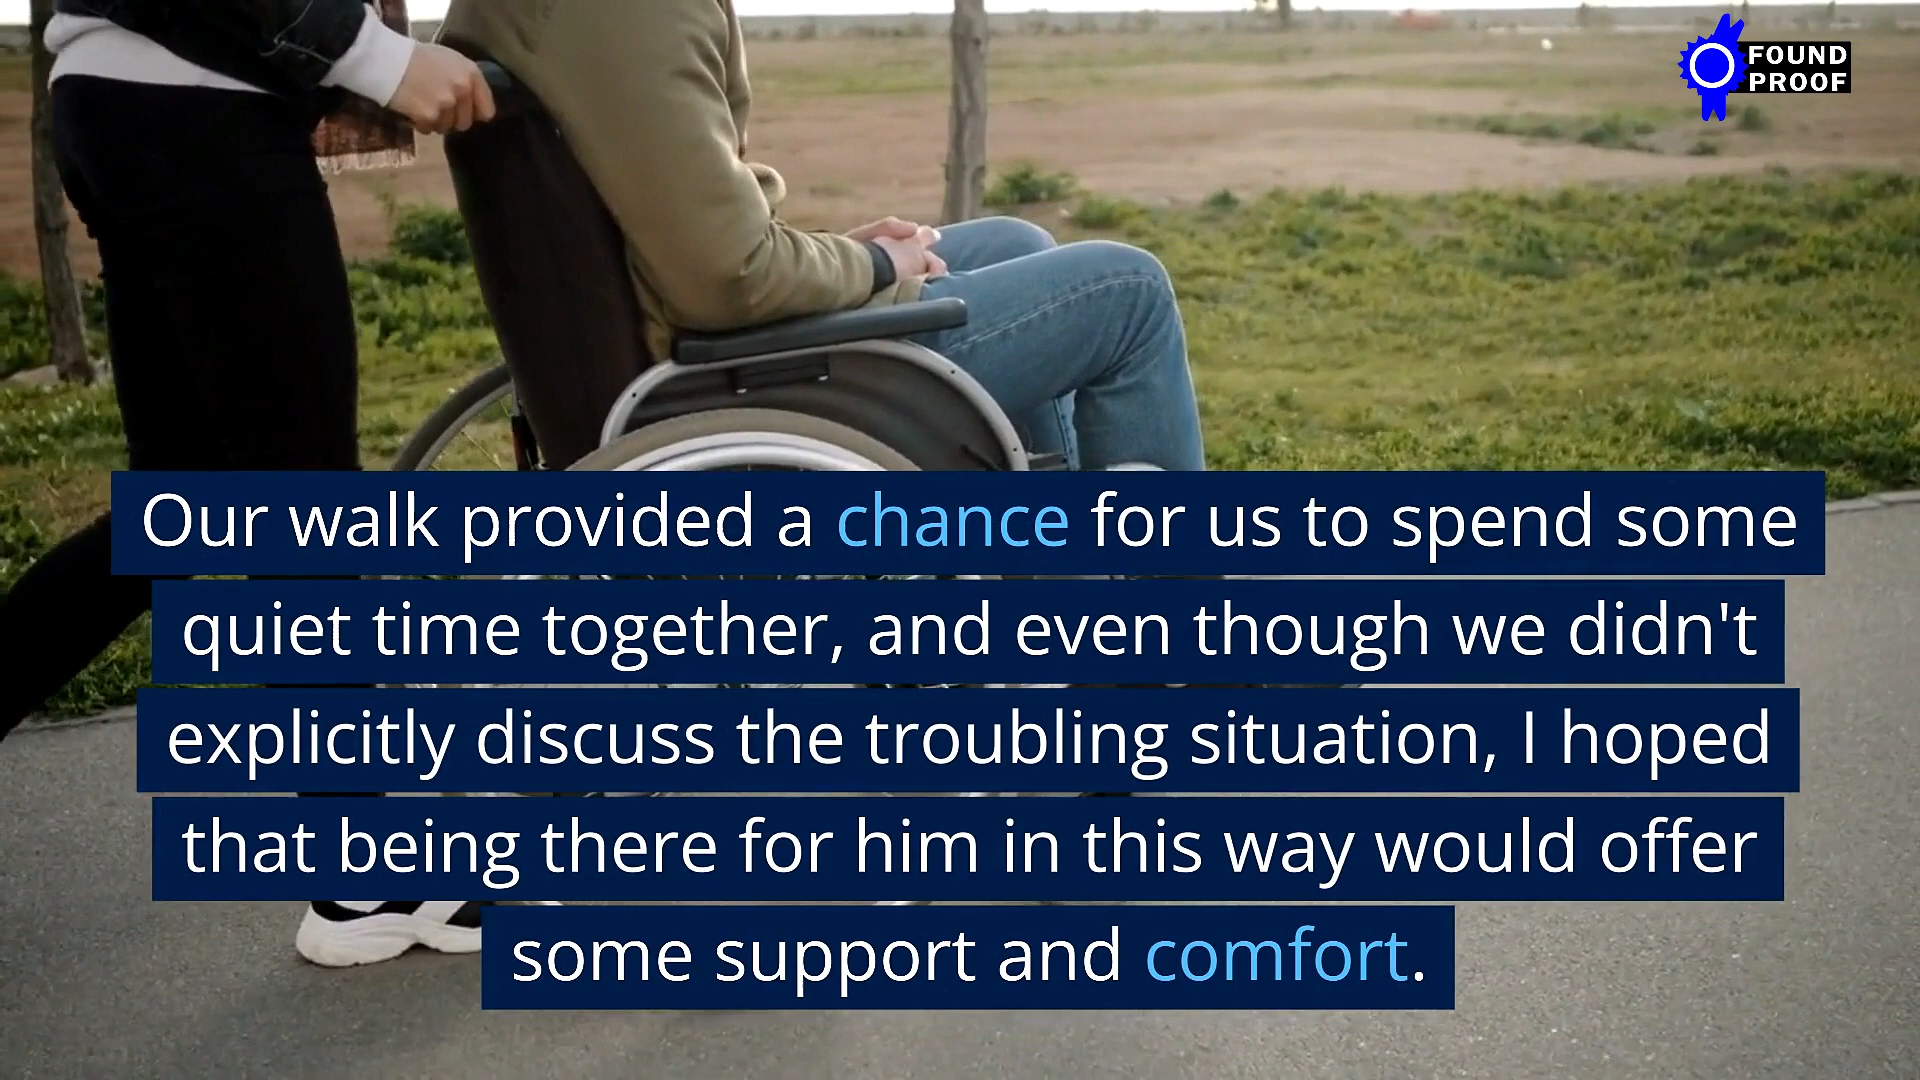 FOUND
PROOF
Our walk provided a chance for us to spend some
quiet time together, and even though we didn't
explicitly discuss the troubling situation, I hoped
that being there for him in this way would offer
some support and comfort.